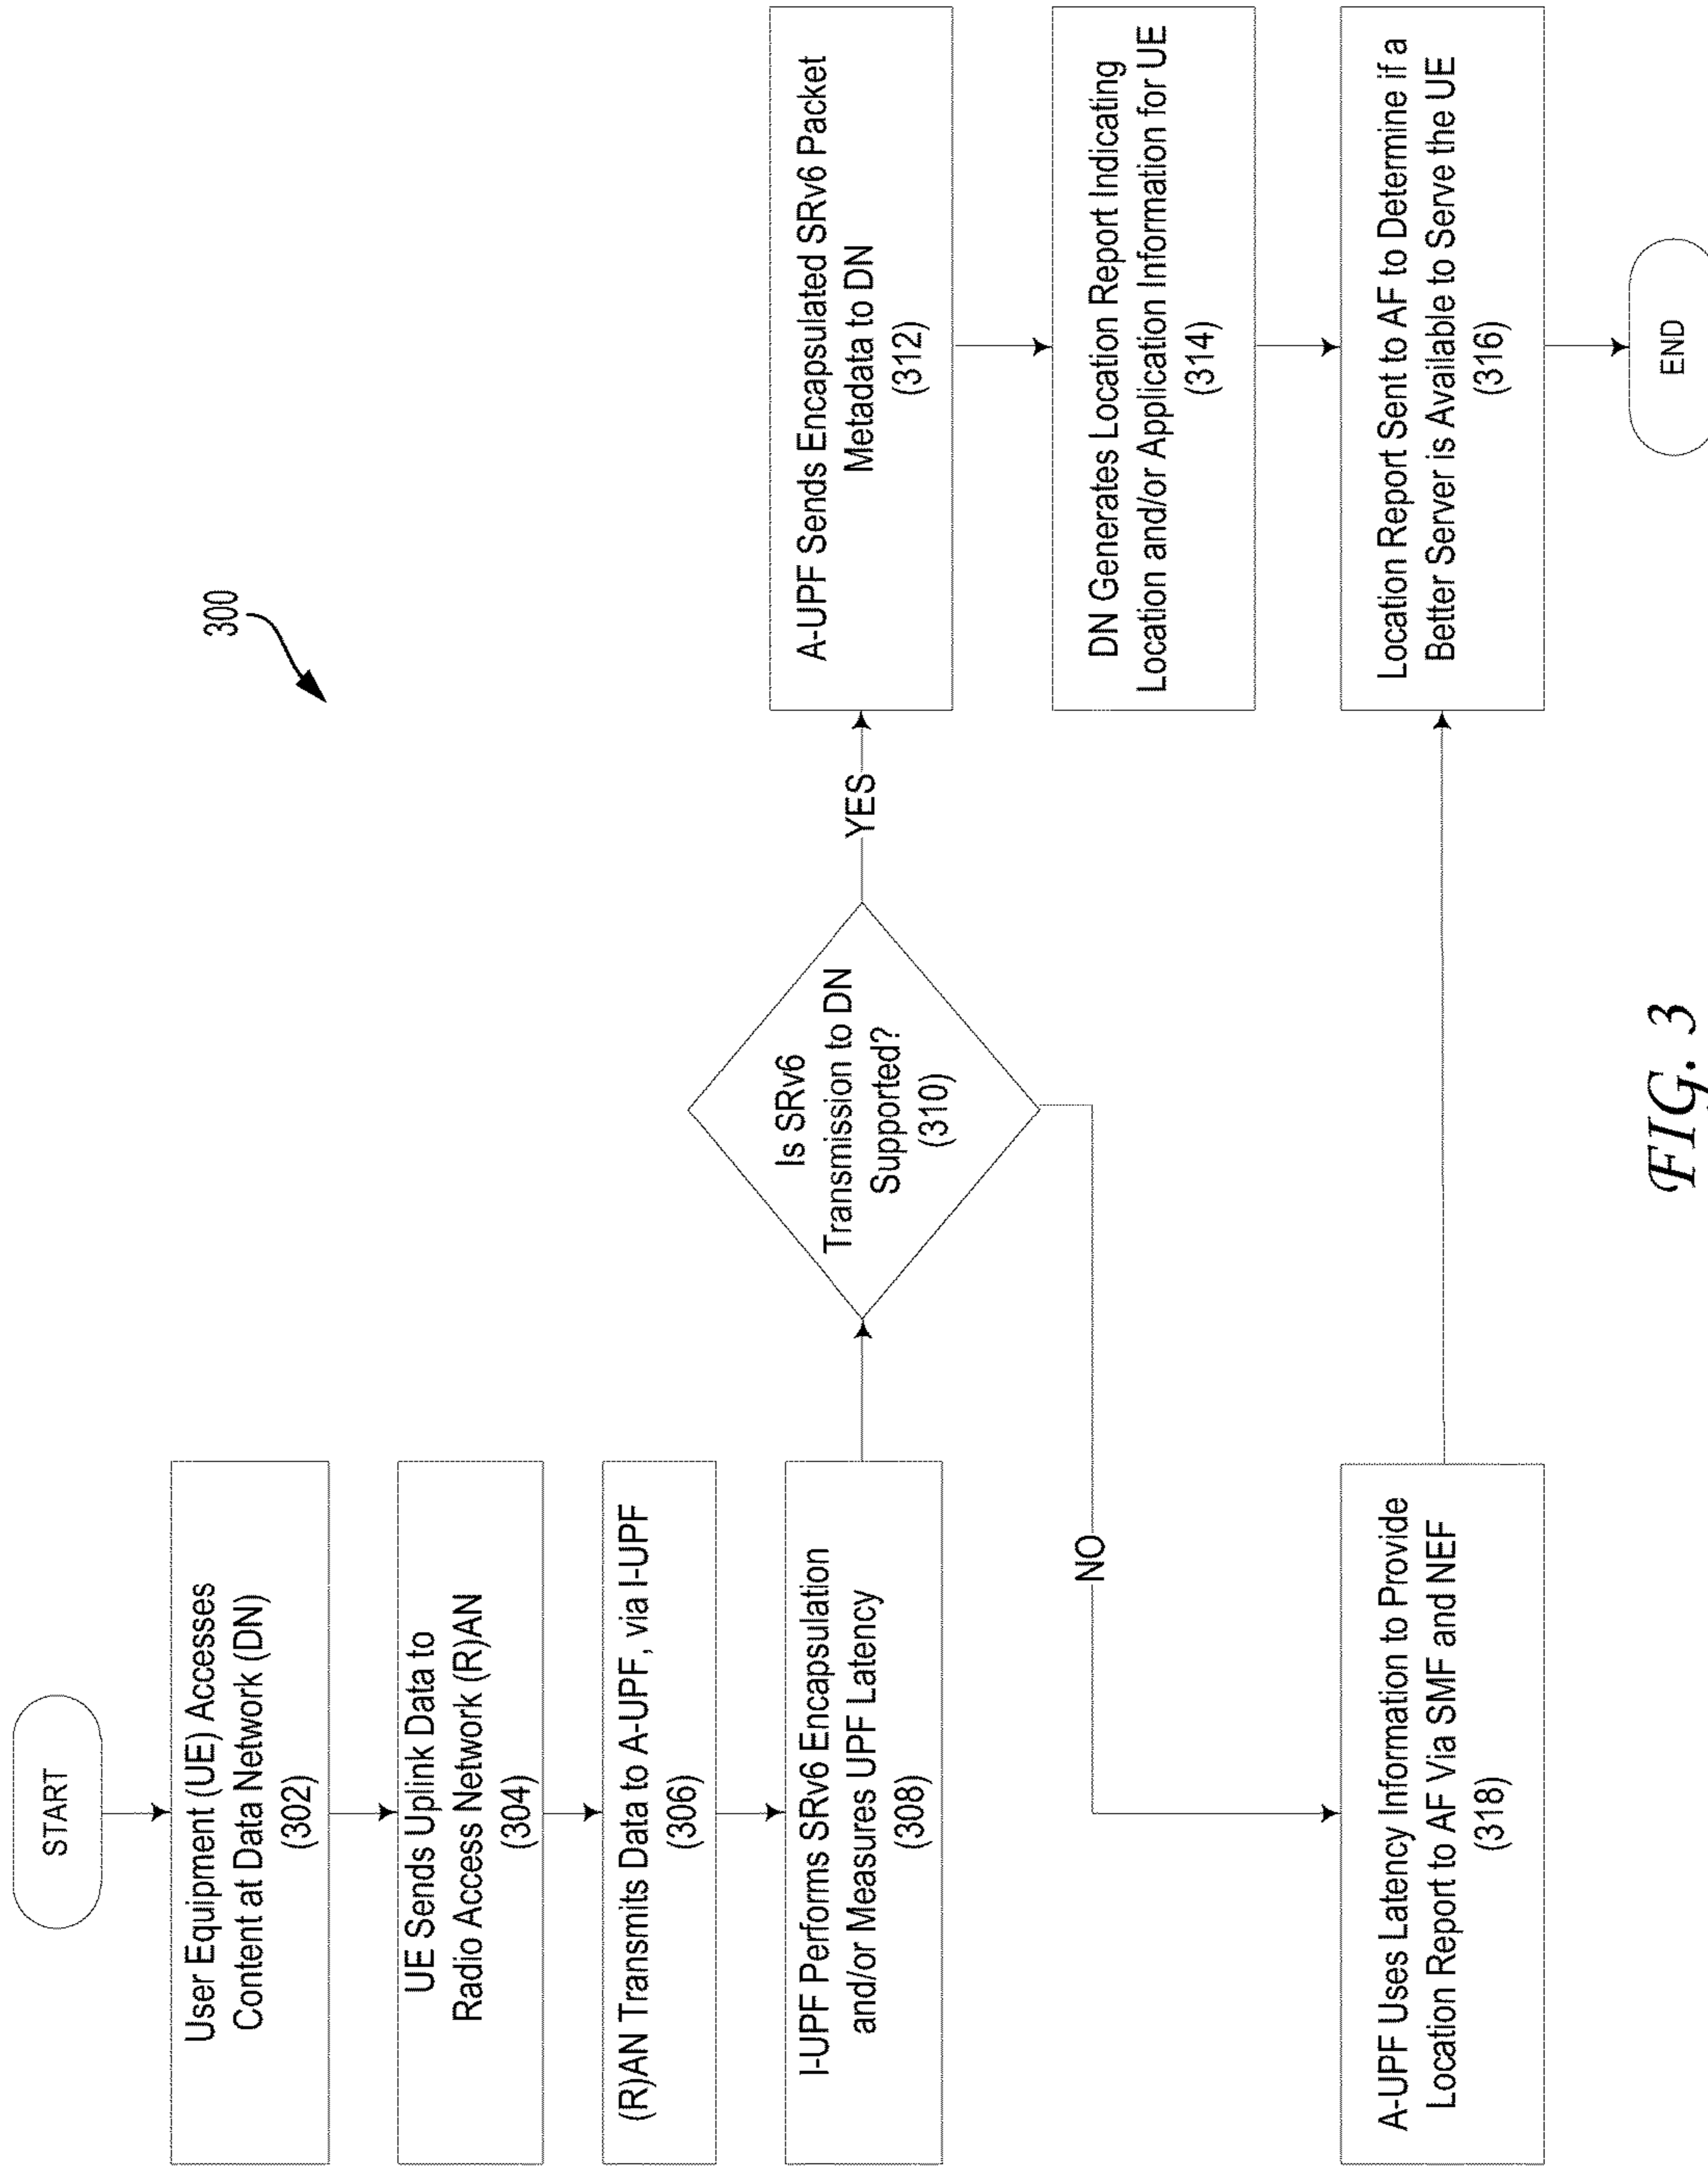 300
START
User Equipment (UE) Accesses
Content at Data Network (DN)
(302)
UE Sends Uplink Data to
Radio Access Network (R)AN
(304)
(R)AN Transmits Data to A-UPF, via I-UPF
(306)
I-UPF Performs SRv6 Encapsulation
and/or Measures UPF Latency
(308)
Is SRv6
Transmission to DN
Supported?
(310)
YES
A-UPF Sends Encapsulated SRv6 Packet
Metadata to DN
(312)
DN Generates Location Report Indicating
Location and/or Application Information for UE
(314)
Location Report Sent to AF to Determine if a
Better Server is Available to Serve the UE
(316)
END
NO
A-UPF Uses Latency Information to Provide
Location Report to AF Via SMF and NEF
(318)
FIG. 3